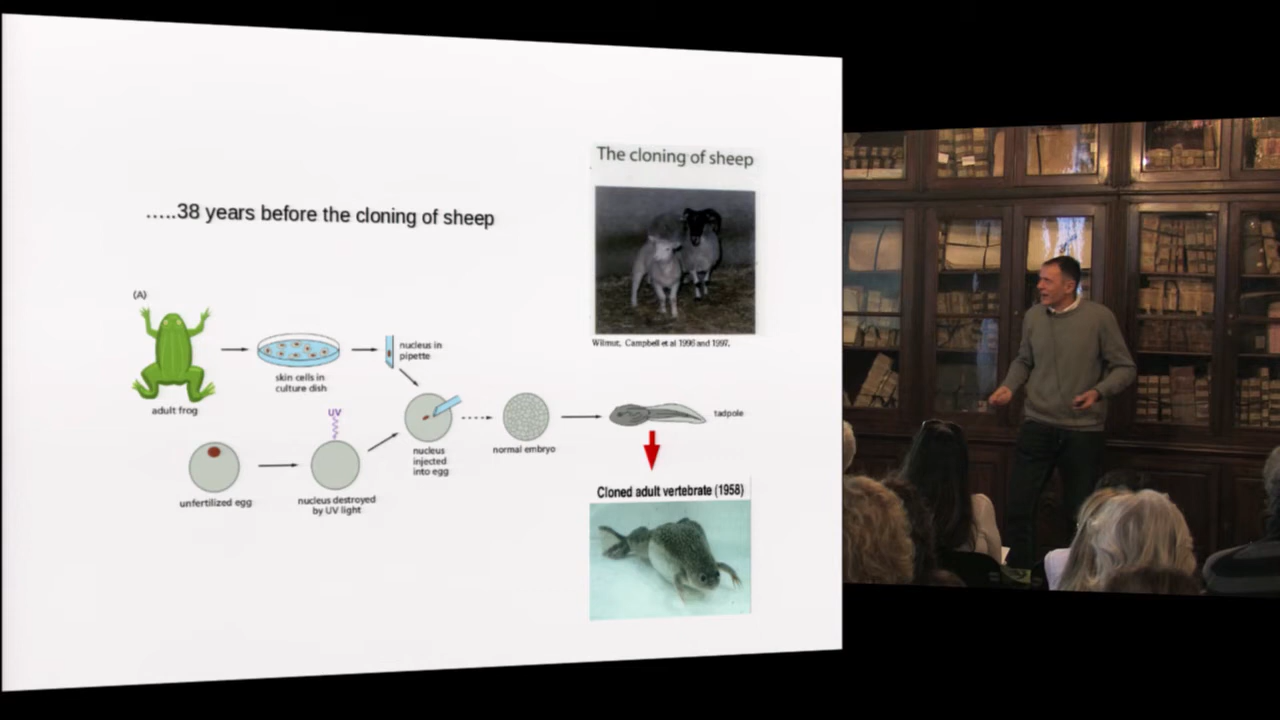 The cloning of sheep
.....38 years before the cloning of sheep
Wilmut, Campbell et al 1996 and 1997.
(A)
adult frog
skin cells in
culture dish
nucleus in
pipette
UV
unfertilized egg
nucleus destroyed
by UV light
nucleus
injected
into egg
normal embryo
tadpole
Cloned adult vertebrate (1958)